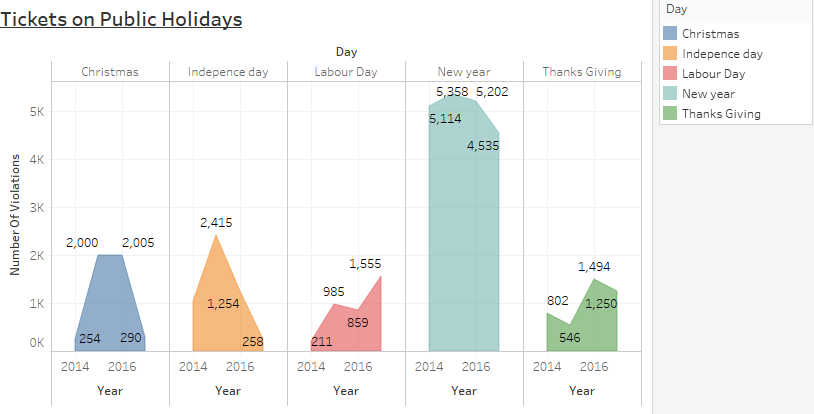 Tickets on Public Holidays
Day
Christmas
Indepence day
Labour Day
New year
Thanks Giving
Number Of Violations
5K
4K
3K
2K
1K
0K
2,000
2,005
254
290
2,415
1,254
258
985
1,555
859
211
5,358
5,202
5,114
4,535
1,494
802
1,250
546
2014
2016
2014
2016
2014
2016
2014
2016
2014
2016
Year
Year
Year
Year
Year
Day
Christmas
Indepence day
Labour Day
New year
Thanks Giving